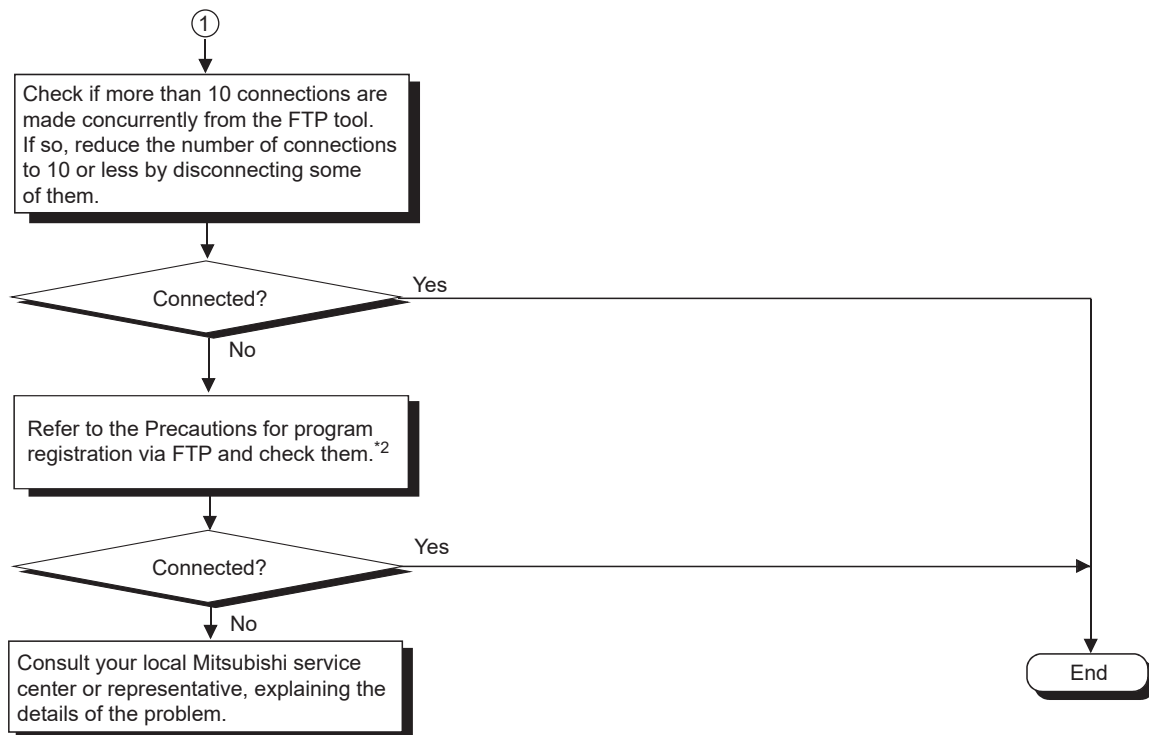 ①
Check if more than 10 connections are
made concurrently from the FTP tool.
If so, reduce the number of connections
to 10 or less by disconnecting some
of them.
Connected?
Yes
No
Refer to the Precautions for program
registration via FTP and check them.*2
Connected?
Yes
No
Consult your local Mitsubishi service
center or representative, explaining the
details of the problem.
End